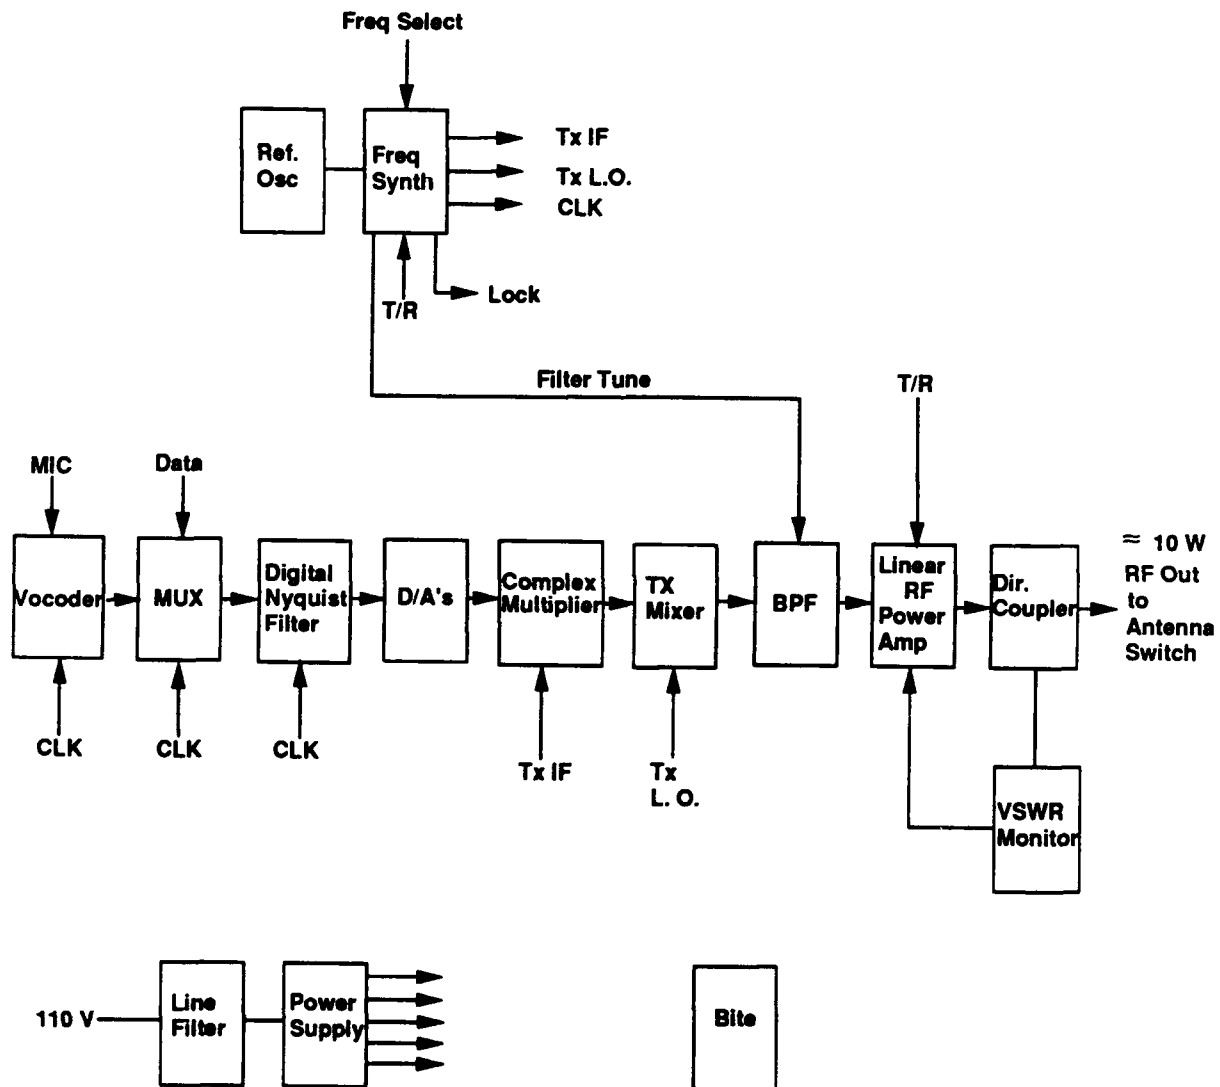 Freq Select
Ref.
Osc
Freq
Synth
Tx IF
Tx L.O.
CLK
T/R
Lock
Filter Tune
T/R
MIC
Data
Vocoder
MUX
Digital
Nyquist
Filter
D/A's
Complex
Multiplier
TX
Mixer
BPF
Linear
RF
Power
Amp
Dir.
Coupler
≈ 10 W
RF Out
to
Antenna
Switch
CLK
CLK
CLK
Tx IF
Tx
L. O.
VSWR
Monitor
110 V
Line
Filter
Power
Supply
Bite